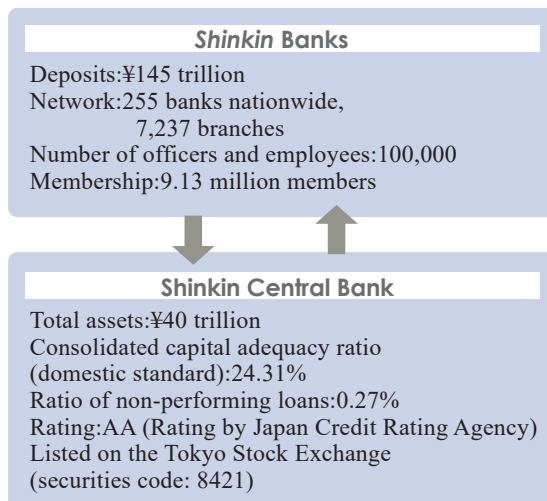 Shinkin Banks
Deposits:¥145 trillion
Network:255 banks nationwide,
7,237 branches
Number of officers and employees:100,000
Membership:9.13 million members
Shinkin Central Bank
Total assets:¥40 trillion
Consolidated capital adequacy ratio
(domestic standard):24.31%
Ratio of non-performing loans:0.27%
Rating:AA (Rating by Japan Credit Rating Agency)
Listed on the Tokyo Stock Exchange
(securities code: 8421)